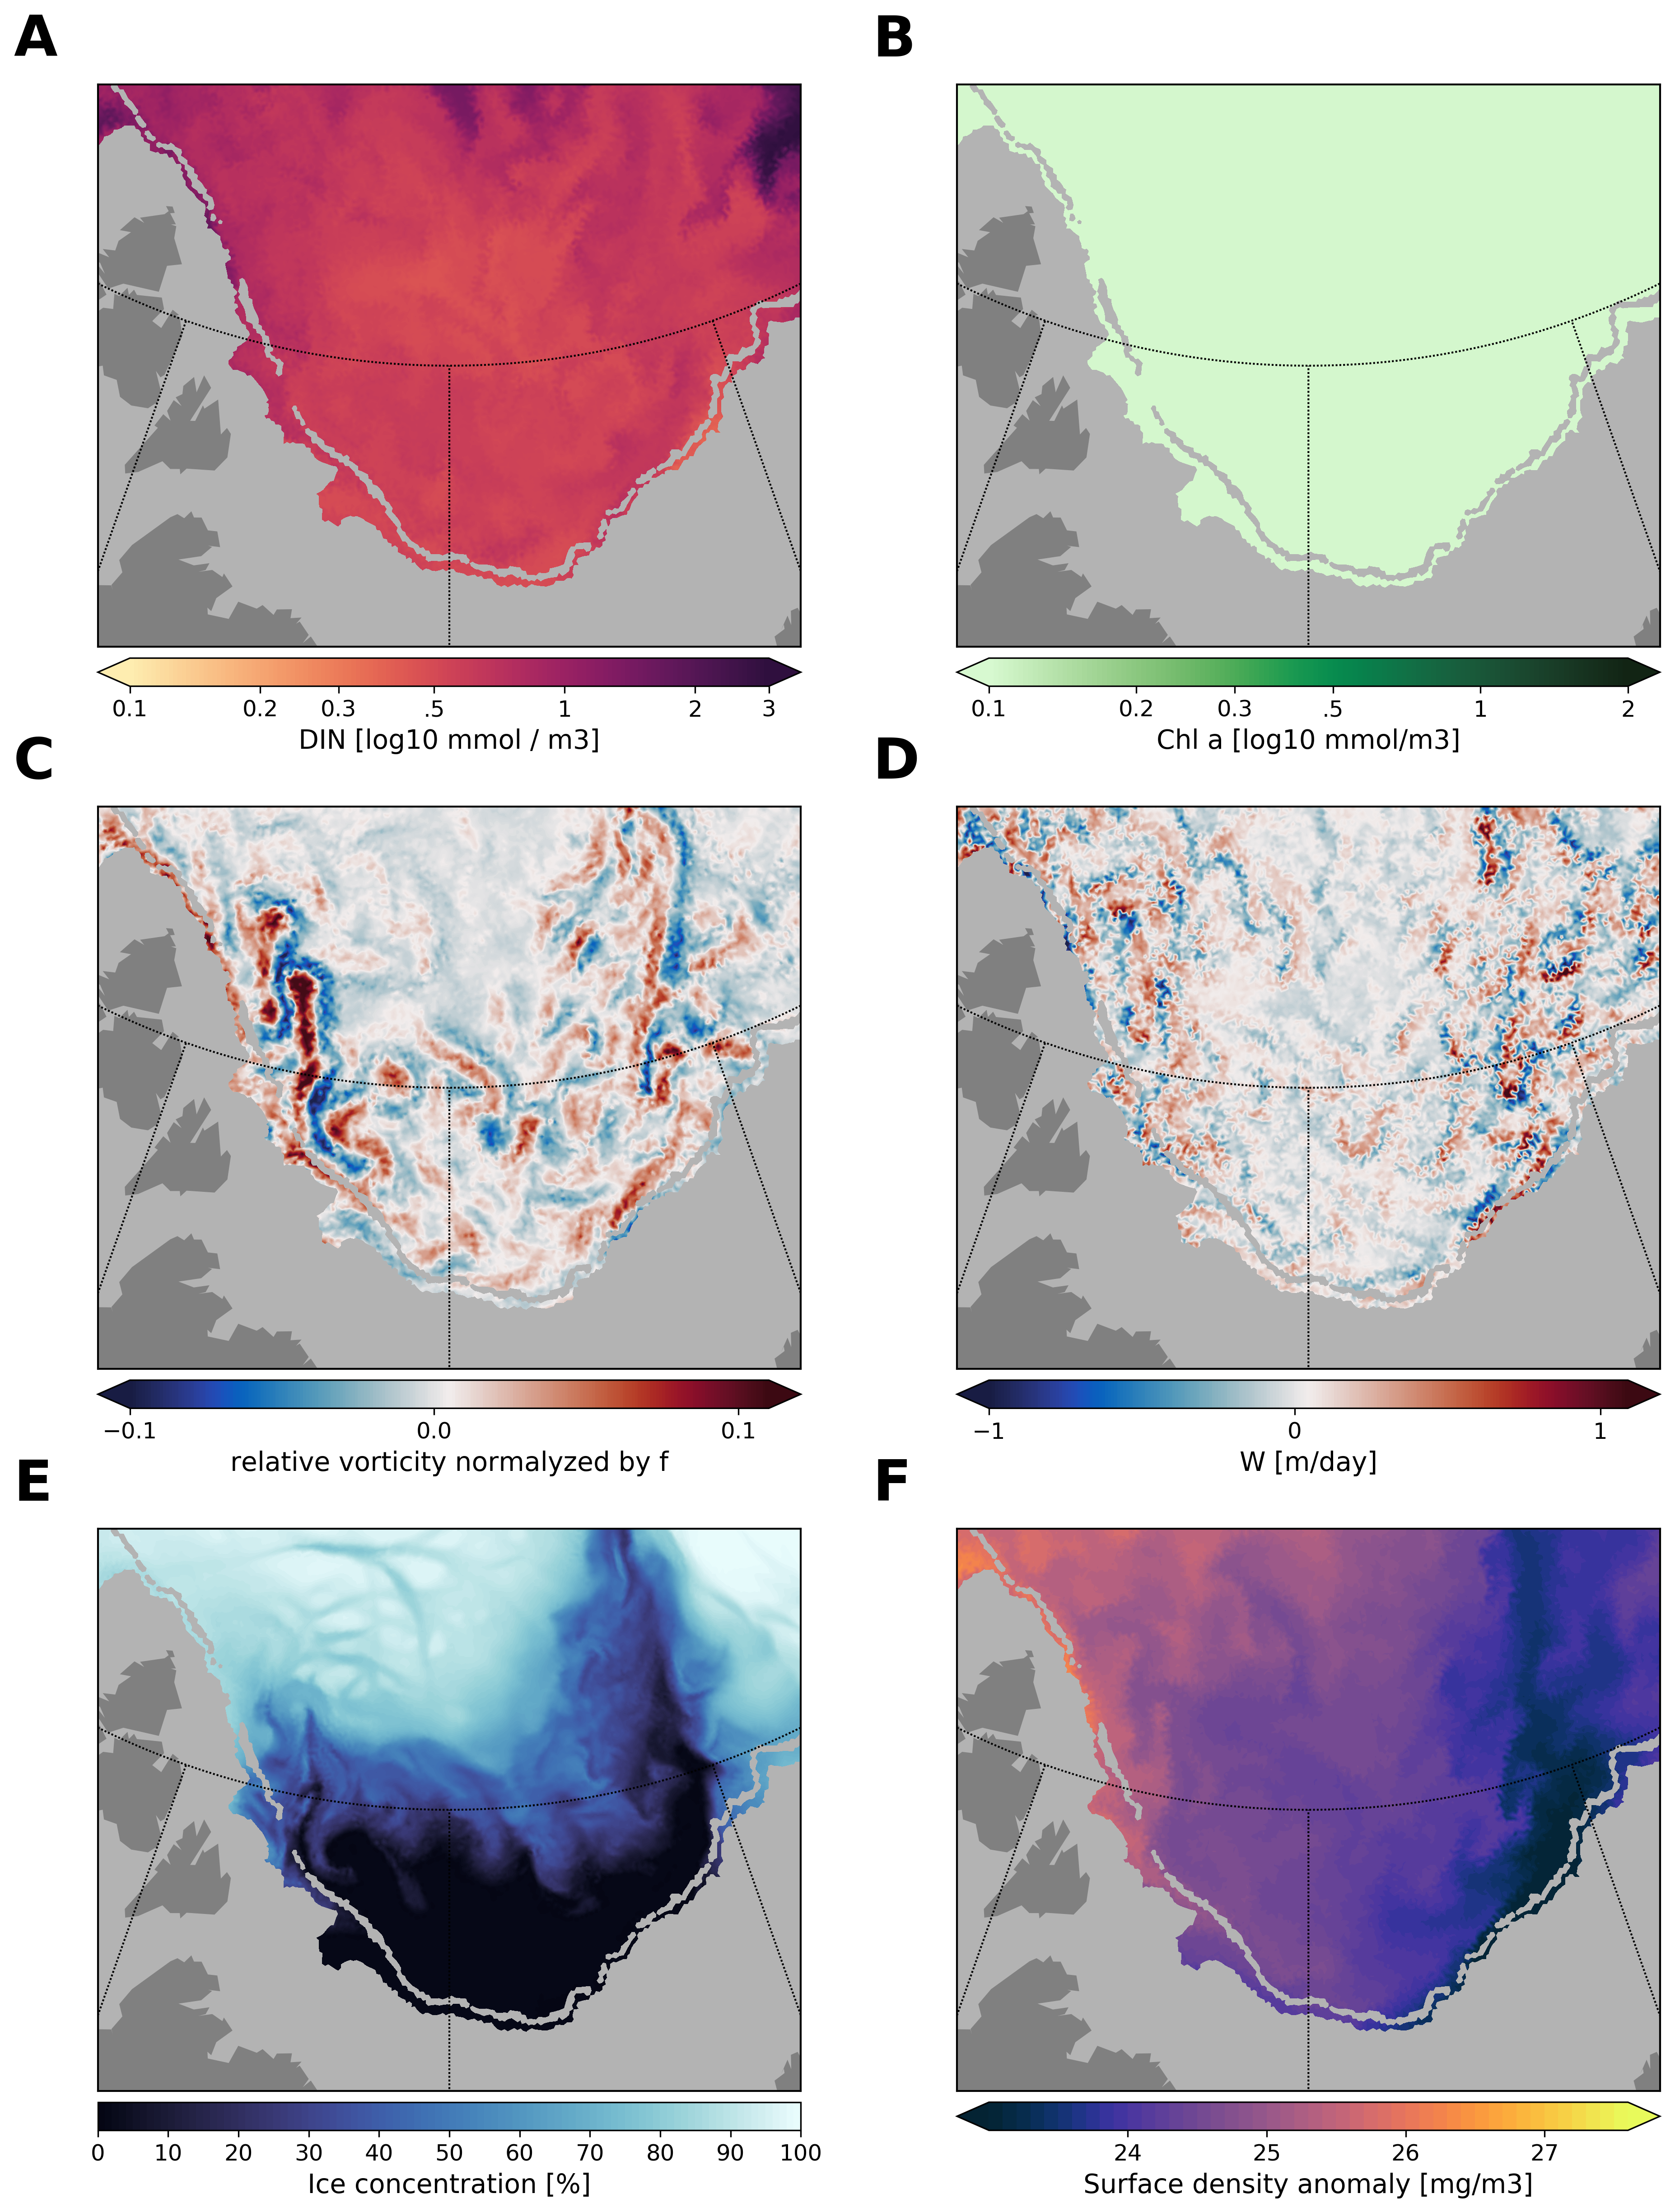 A
B
0.1 0.2 0.3 .5 1 2 3
DIN [log10 mmol / m3]
0.1 0.2 0.3 .5 1 2
Chl a [log10 mmol/m3]
C
D
−0.1 0.0 0.1
relative vorticity normalyzed by f
−1 0 1
W [m/day]
E
F
0 10 20 30 40 50 60 70 80 90 100
Ice concentration [%]
24 25 26 27
Surface density anomaly [mg/m3]